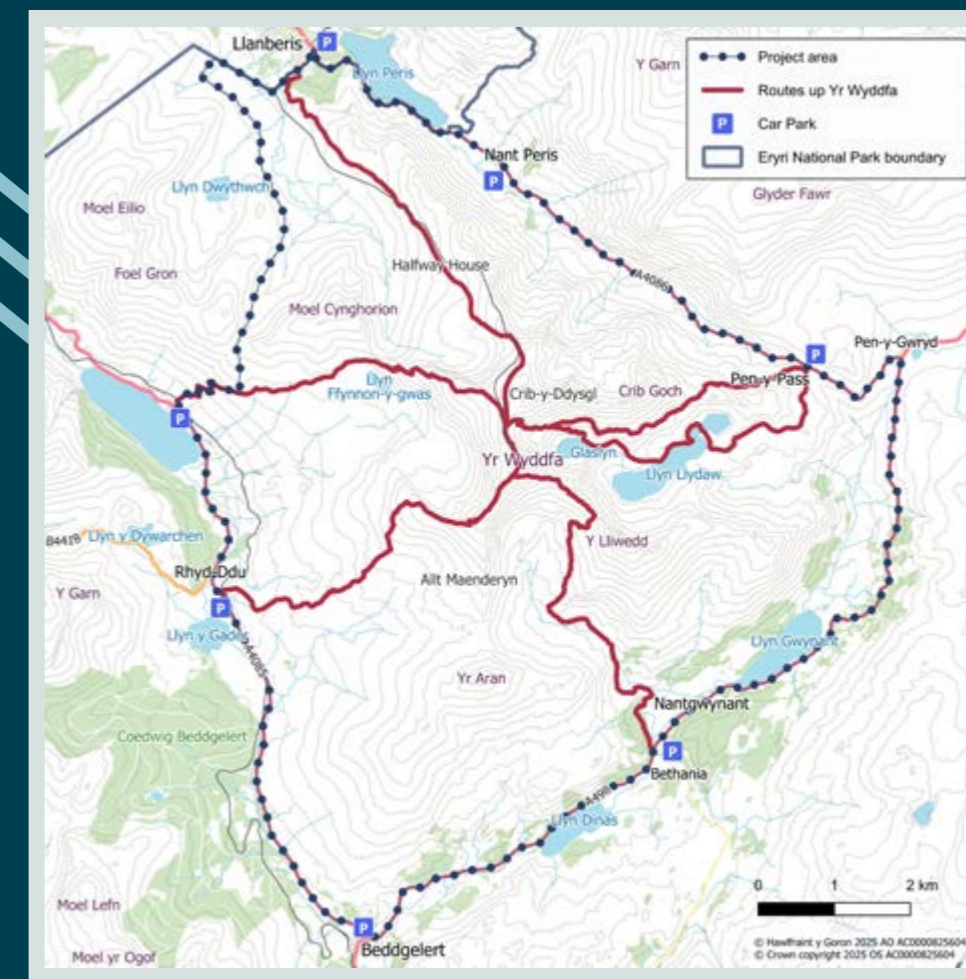 Llanberis
P
Llyn Peris
Y Garn
Project area
Routes up Yr Wyddfa
P
Car Park
Eryri National Park boundary
Nant Peris
P
Llyn Dwythwch
Moel Eilio
Glyder Fawr
Foel Gron
Halfway House
A4086
Moel Cynghorion
Pen-y-Gwryd
P
Pen-y-Pass
Llyn
Ffynnon-y-gwas
Crib-y-Ddysgl
Crib Goch
P
Yr Wyddfa
Glaslyn
Llyn Llydaw
B4418
Llyn y Dywarchen
Y Lliwedd
Rhyd-Ddu
Allt Maenderyn
Y Garn
P
Llyn y Gader
A4085
Llyn Gwynant
Yr Aran
Nantgwynant
Coedwig Beddgelert
P
Bethania
A498
Llyn Dinas
Moel Lefn
P
Beddgelert
Moel yr Ogof
0 1 2 km
© Hawlfraint y Goron 2025 AO AC0000825604
© Crown copyright 2025 OS AC0000825604